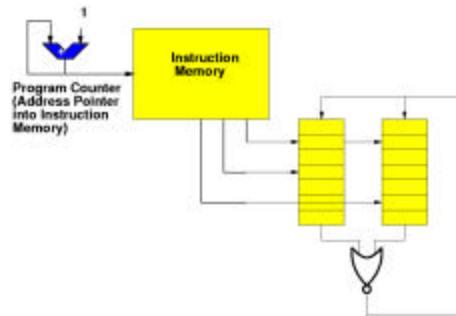 1
Instruction
Memory
Program Counter
(Address Pointer
into Instruction
Memory)